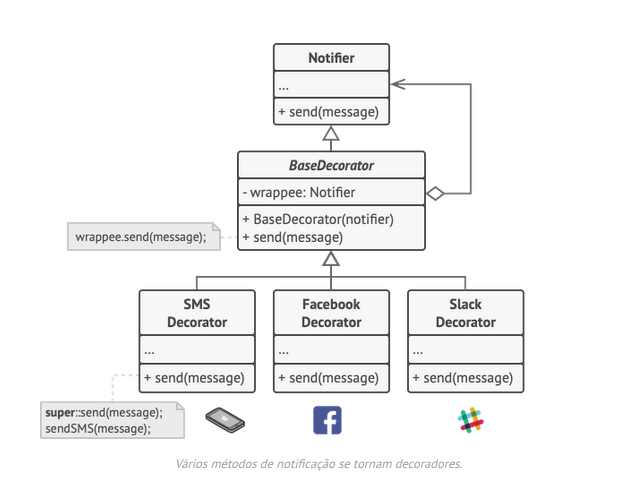 Notifier
...
+ send(message)
BaseDecorator
- wrappee: Notifier
+ BaseDecorator(notifier)
+ send(message)
wrappee.send(message);
SMS
Decorator
...
+ send(message)
Facebook
Decorator
...
+ send(message)
Slack
Decorator
...
+ send(message)
super::send(message);
sendSMS(message);
Vários métodos de notificação se tornam decoradores.